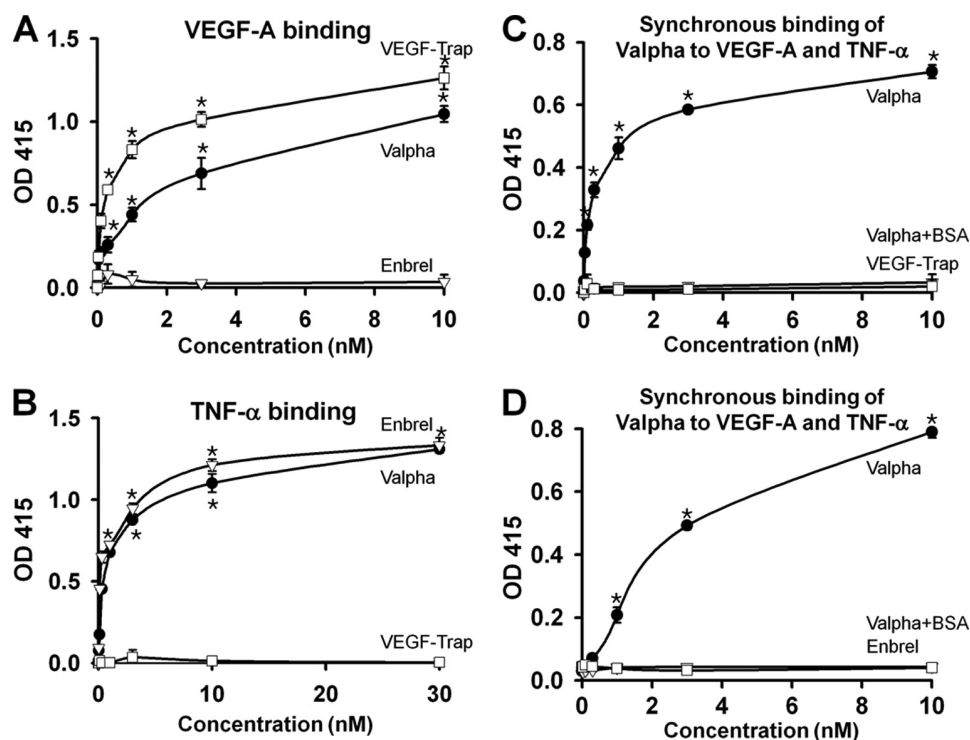 A
VEGF-A binding
VEGF-Trap
Valpha
Enbrel
OD 415
1.5
1.0
0.5
0.0
0 2 4 6 8 10
Concentration (nM)
* * * * *
* * * *
C
Synchronous binding of
Valpha to VEGF-A and TNF-α
Valpha
Valpha+BSA
VEGF-Trap
OD 415
0.8
0.6
0.4
0.2
0.0
0 2 4 6 8 10
Concentration (nM)
* * * * *
B
TNF-α binding
Enbrel
Valpha
VEGF-Trap
OD 415
1.5
1.0
0.5
0.0
0 10 20 30
Concentration (nM)
* * * *
* *
D
Synchronous binding of
Valpha to VEGF-A and TNF-α
Valpha
Valpha+BSA
Enbrel
OD 415
0.8
0.6
0.4
0.2
0.0
0 2 4 6 8 10
Concentration (nM)
* * *